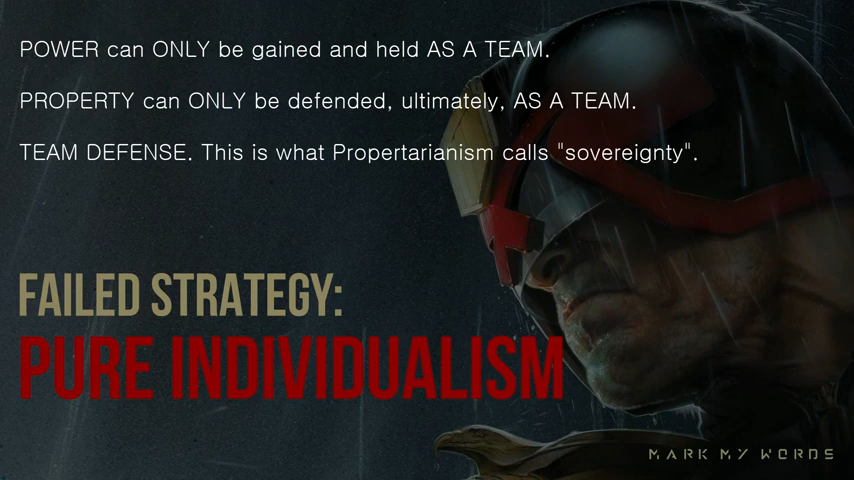 POWER can ONLY be gained and held AS A TEAM.
PROPERTY can ONLY be defended, ultimately, AS A TEAM.
TEAM DEFENSE. This is what Propertarianism calls "sovereignty".
FAILED STRATEGY:
PURE INDIVIDUALISM
MARK MY WORDS